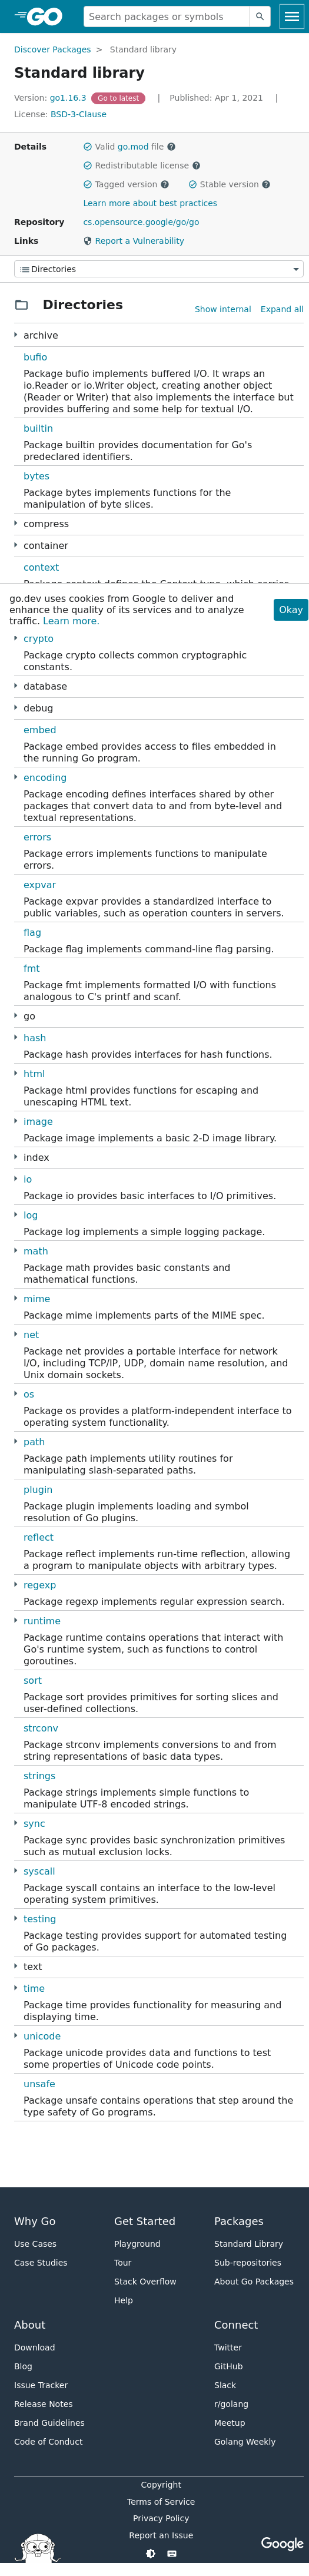 GO
Search packages or symbols
Discover Packages > Standard library
Standard library
Version: go1.16.3 Go to latest | Published: Apr 1, 2021 |
License: BSD-3-Clause
Details Valid go.mod file
Redistributable license
Tagged version Stable version
Learn more about best practices
Repository cs.opensource.google/go/go
Links Report a Vulnerability
Directories
Directories Show internal Expand all
archive
bufio
Package bufio implements buffered I/O. It wraps an
io.Reader or io.Writer object, creating another object
(Reader or Writer) that also implements the interface but
provides buffering and some help for textual I/O.
builtin
Package builtin provides documentation for Go's
predeclared identifiers.
bytes
Package bytes implements functions for the
manipulation of byte slices.
compress
container
context
Package context defines the Context type, which carries
go.dev uses cookies from Google to deliver and
enhance the quality of its services and to analyze
traffic. Learn more.
Okay
crypto
Package crypto collects common cryptographic
constants.
database
debug
embed
Package embed provides access to files embedded in
the running Go program.
encoding
Package encoding defines interfaces shared by other
packages that convert data to and from byte-level and
textual representations.
errors
Package errors implements functions to manipulate
errors.
expvar
Package expvar provides a standardized interface to
public variables, such as operation counters in servers.
flag
Package flag implements command-line flag parsing.
fmt
Package fmt implements formatted I/O with functions
analogous to C's printf and scanf.
go
hash
Package hash provides interfaces for hash functions.
html
Package html provides functions for escaping and
unescaping HTML text.
image
Package image implements a basic 2-D image library.
index
io
Package io provides basic interfaces to I/O primitives.
log
Package log implements a simple logging package.
math
Package math provides basic constants and
mathematical functions.
mime
Package mime implements parts of the MIME spec.
net
Package net provides a portable interface for network
I/O, including TCP/IP, UDP, domain name resolution, and
Unix domain sockets.
os
Package os provides a platform-independent interface to
operating system functionality.
path
Package path implements utility routines for
manipulating slash-separated paths.
plugin
Package plugin implements loading and symbol
resolution of Go plugins.
reflect
Package reflect implements run-time reflection, allowing
a program to manipulate objects with arbitrary types.
regexp
Package regexp implements regular expression search.
runtime
Package runtime contains operations that interact with
Go's runtime system, such as functions to control
goroutines.
sort
Package sort provides primitives for sorting slices and
user-defined collections.
strconv
Package strconv implements conversions to and from
string representations of basic data types.
strings
Package strings implements simple functions to
manipulate UTF-8 encoded strings.
sync
Package sync provides basic synchronization primitives
such as mutual exclusion locks.
syscall
Package syscall contains an interface to the low-level
operating system primitives.
testing
Package testing provides support for automated testing
of Go packages.
text
time
Package time provides functionality for measuring and
displaying time.
unicode
Package unicode provides data and functions to test
some properties of Unicode code points.
unsafe
Package unsafe contains operations that step around the
type safety of Go programs.
Why Go
Use Cases
Case Studies
Get Started
Playground
Tour
Stack Overflow
Help
Packages
Standard Library
Sub-repositories
About Go Packages
About
Download
Blog
Issue Tracker
Release Notes
Brand Guidelines
Code of Conduct
Connect
Twitter
GitHub
Slack
r/golang
Meetup
Golang Weekly
Copyright
Terms of Service
Privacy Policy
Report an Issue
Google